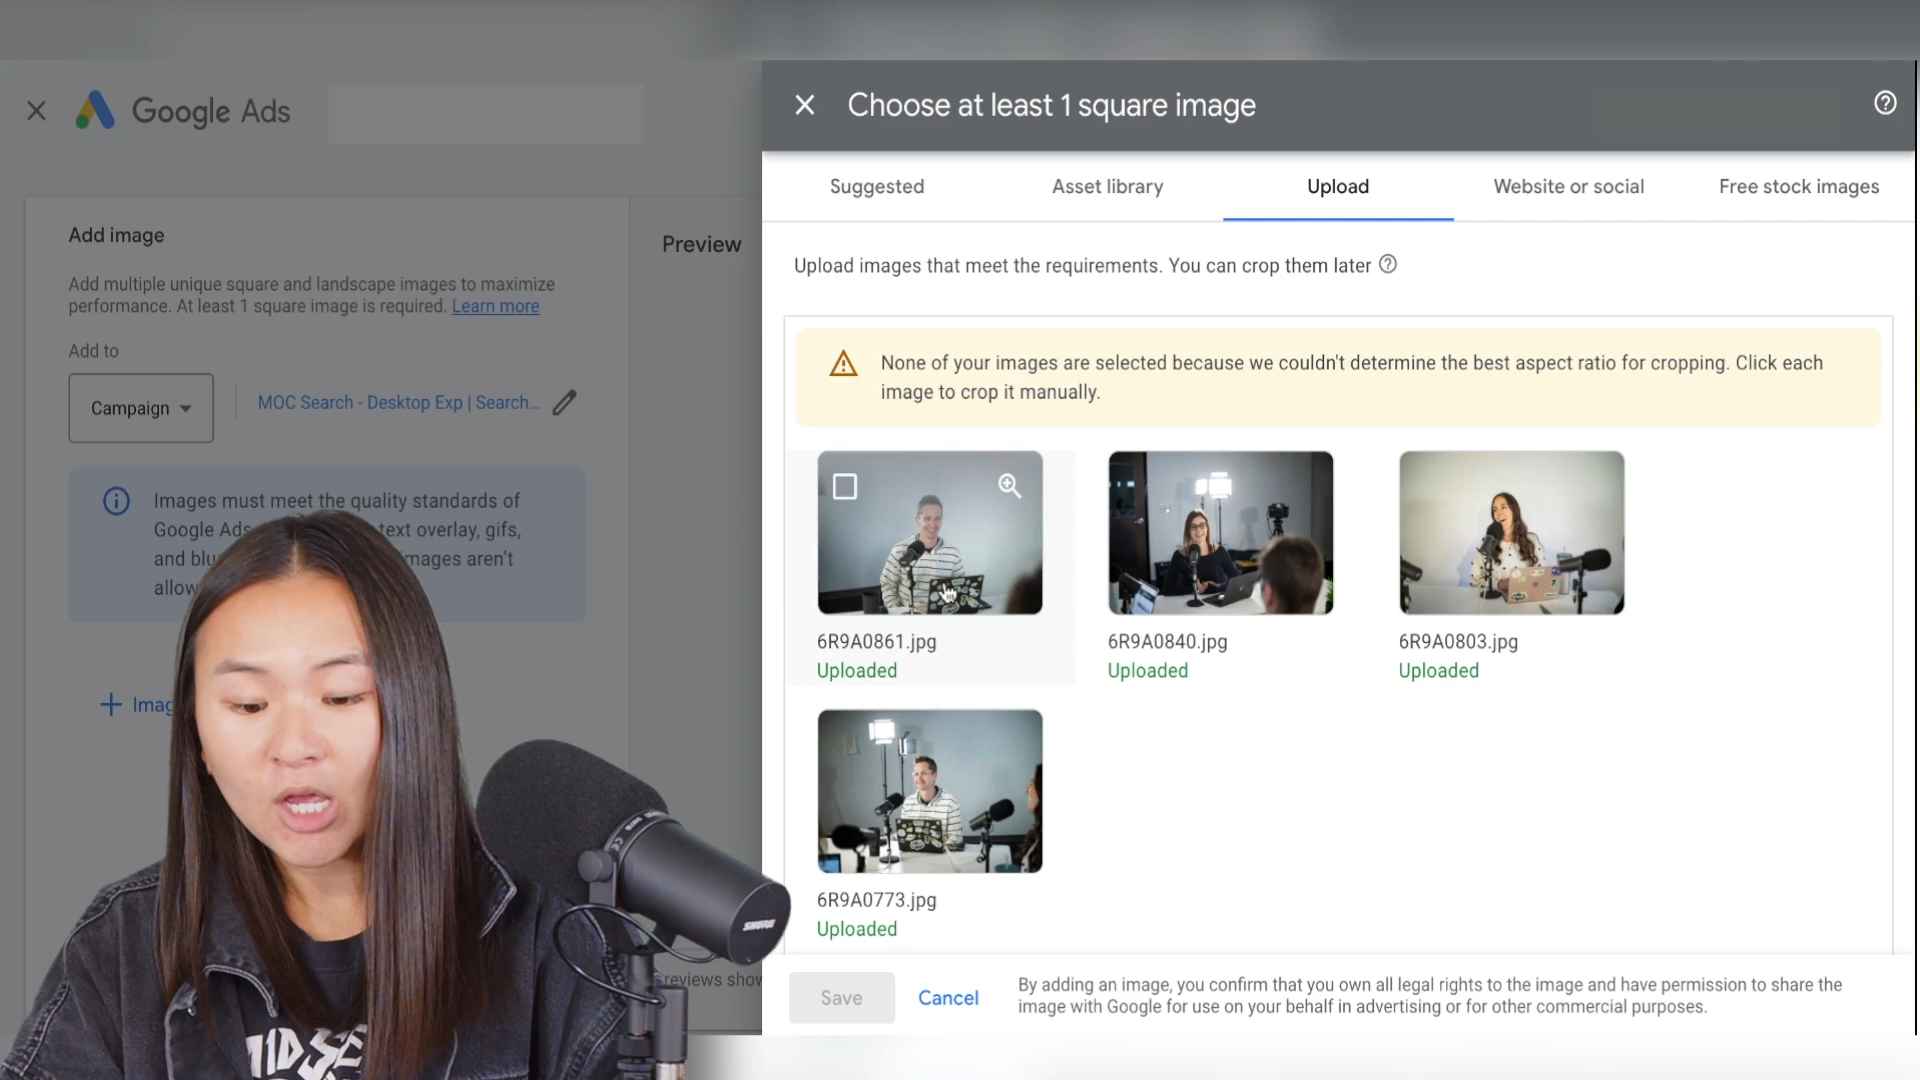 Google Ads
Add image
Add multiple unique square and landscape images to maximize
performance. At least 1 square image is required. Learn more
Add to
Campaign
MOC Search - Desktop Exp | Search...
Images must meet the quality standards of
Google Ads text overlay, gifs,
and images aren't
Preview
Choose at least 1 square image
Suggested
Asset library
Upload
Website or social
Free stock images
Upload images that meet the requirements. You can crop them later
None of your images are selected because we couldn't determine the best aspect ratio for cropping. Click each
image to crop it manually.
6R9A0861.jpg
Uploaded
6R9A0840.jpg
Uploaded
6R9A0803.jpg
Uploaded
6R9A0773.jpg
Uploaded
Save
Cancel
By adding an image, you confirm that you own all legal rights to the image and have permission to share the
image with Google for use on your behalf in advertising or for other commercial purposes.
SHURE